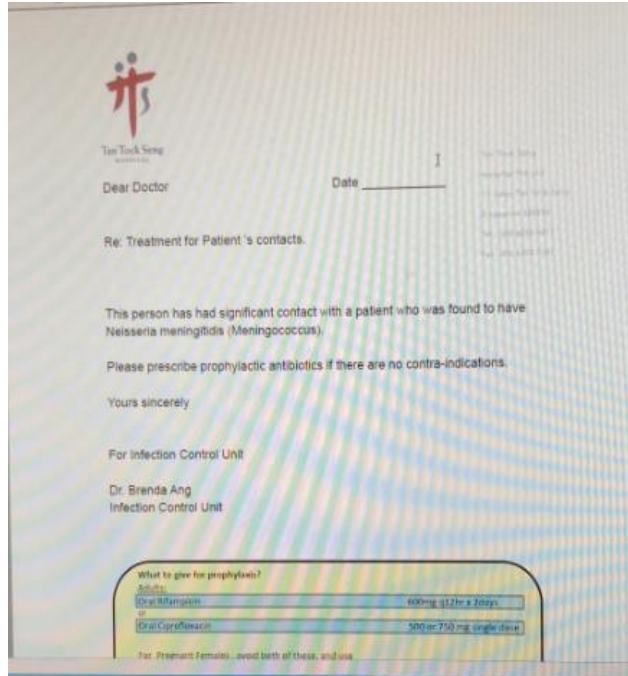 Tan Tock Seng
HOSPITAL
Dear Doctor
Date
Re: Treatment for Patient 's contacts.
This person has had significant contact with a patient who was found to have
Neisseria meningitidis (Meningococcus).
Please prescribe prophylactic antibiotics if there are no contra-indications.
Yours sincerely
For Infection Control Unit
Dr. Brenda Ang
Infection Control Unit
What to give for prophylaxis?
Adults:
Oral Rifampicin 600mg q12hr x 2days
or
Oral Ciprofloxacin 500 or 750 mg single dose
For Pregnant Females , avoid both of these, and use